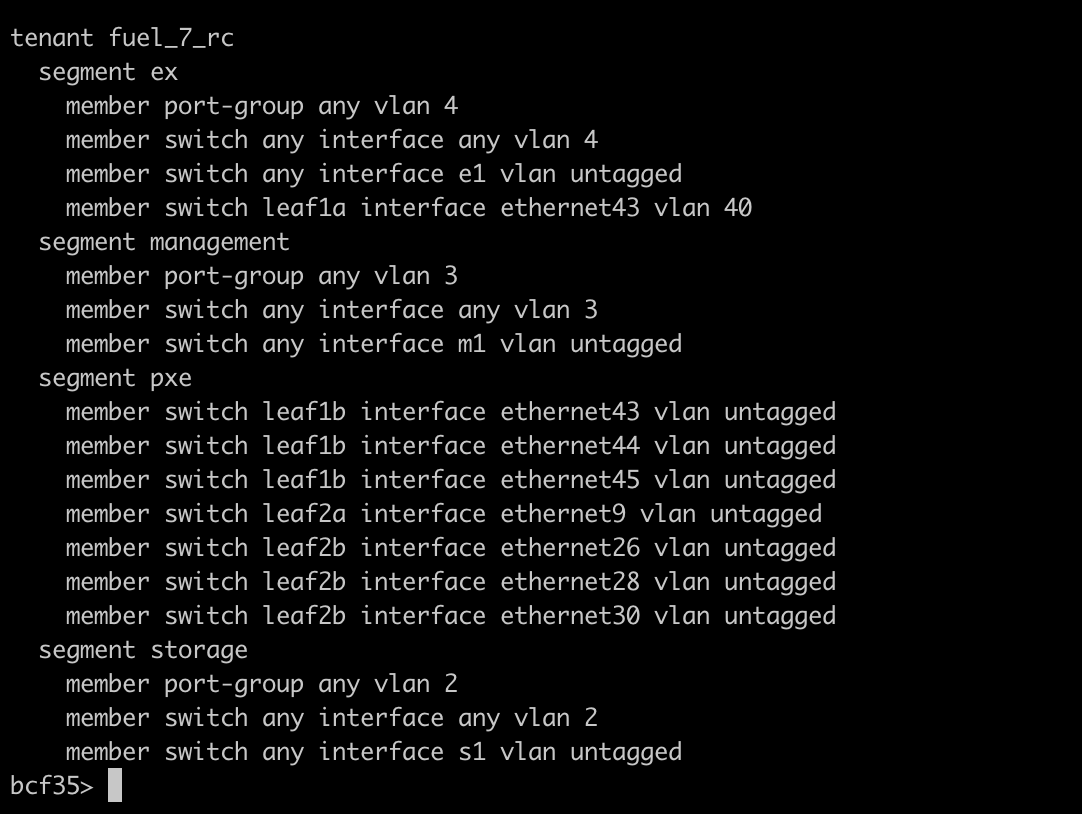 tenant fuel_7_rc
segment ex
member port-group any vlan 4
member switch any interface any vlan 4
member switch any interface e1 vlan untagged
member switch leaf1a interface ethernet43 vlan 40
segment management
member port-group any vlan 3
member switch any interface any vlan 3
member switch any interface m1 vlan untagged
segment pxe
member switch leaf1b interface ethernet43 vlan untagged
member switch leaf1b interface ethernet44 vlan untagged
member switch leaf1b interface ethernet45 vlan untagged
member switch leaf2a interface ethernet9 vlan untagged
member switch leaf2b interface ethernet26 vlan untagged
member switch leaf2b interface ethernet28 vlan untagged
member switch leaf2b interface ethernet30 vlan untagged
segment storage
member port-group any vlan 2
member switch any interface any vlan 2
member switch any interface s1 vlan untagged
bcf35>